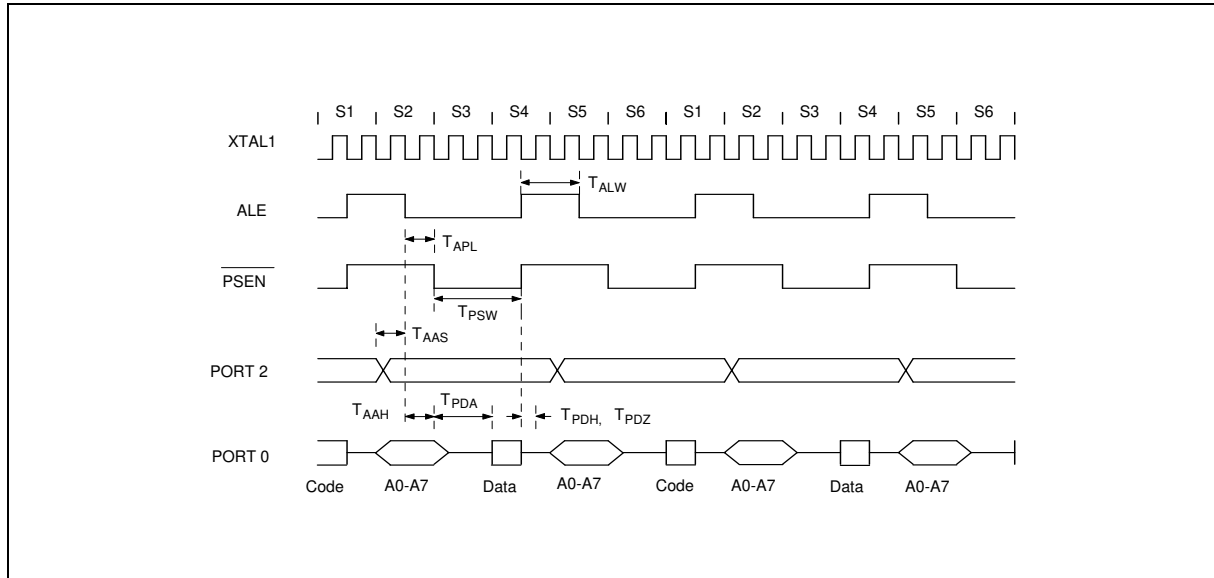 S1 S2 S3 S4 S5 S6 S1 S2 S3 S4 S5 S6
XTAL1
TALW
ALE
TAPL
PSEN
TPSW
TAAS
PORT 2
TAAH TPDA TPDH, TPDZ
PORT 0
Code A0-A7 Data A0-A7 Code A0-A7 Data A0-A7